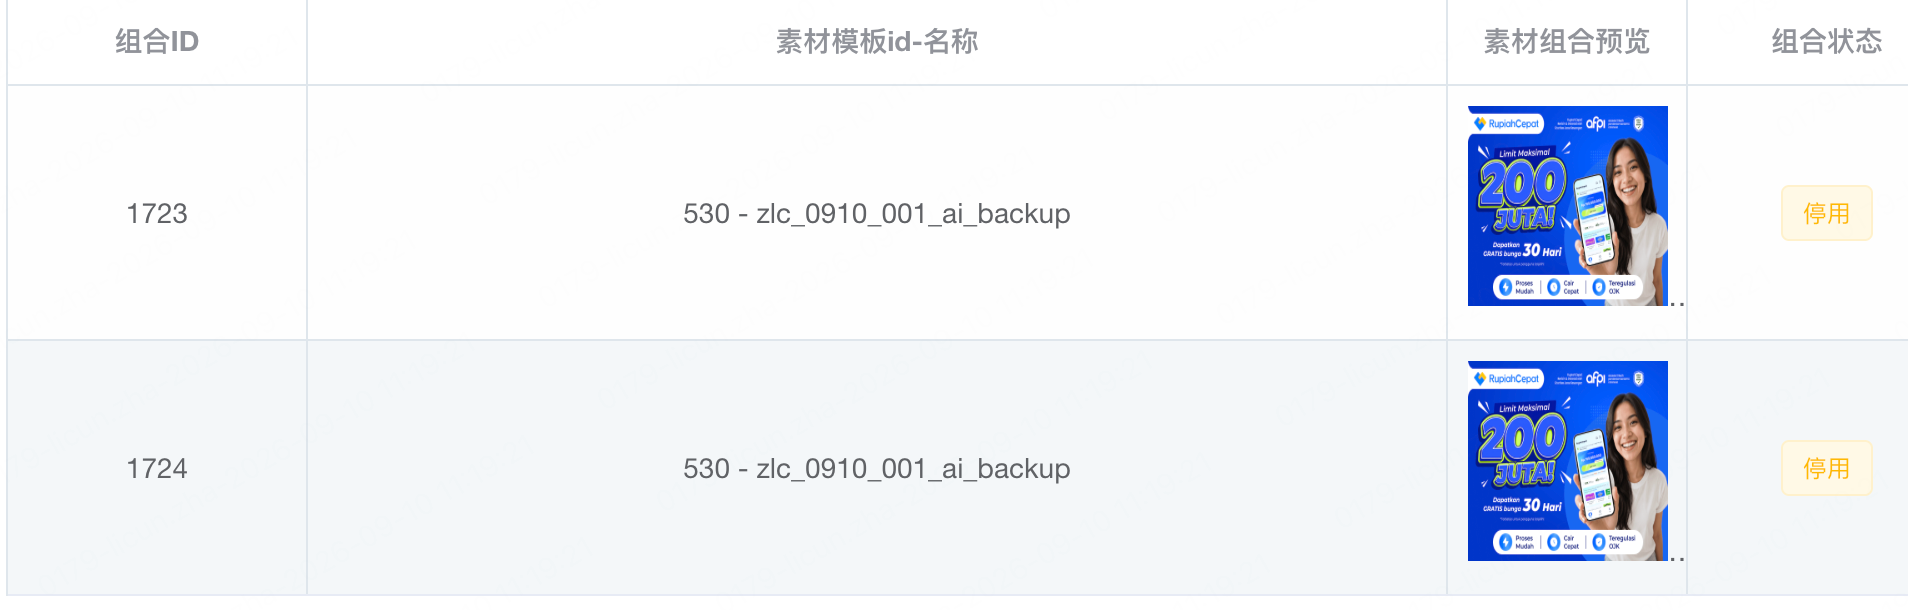 组合ID 素材模板id-名称 素材组合预览 组合状态
1723 530 - zlc_0910_001_ai_backup 停用
RupiahCepat afpi
Limit Maksimal
200
JUTA!
Dapatkan
GRATIS bunga 30 Hari
Proses Mudah
Cair Cepat
Teregulasi OJK
..
1724 530 - zlc_0910_001_ai_backup 停用
RupiahCepat afpi
Limit Maksimal
200
JUTA!
Dapatkan
GRATIS bunga 30 Hari
Proses Mudah
Cair Cepat
Teregulasi OJK
..